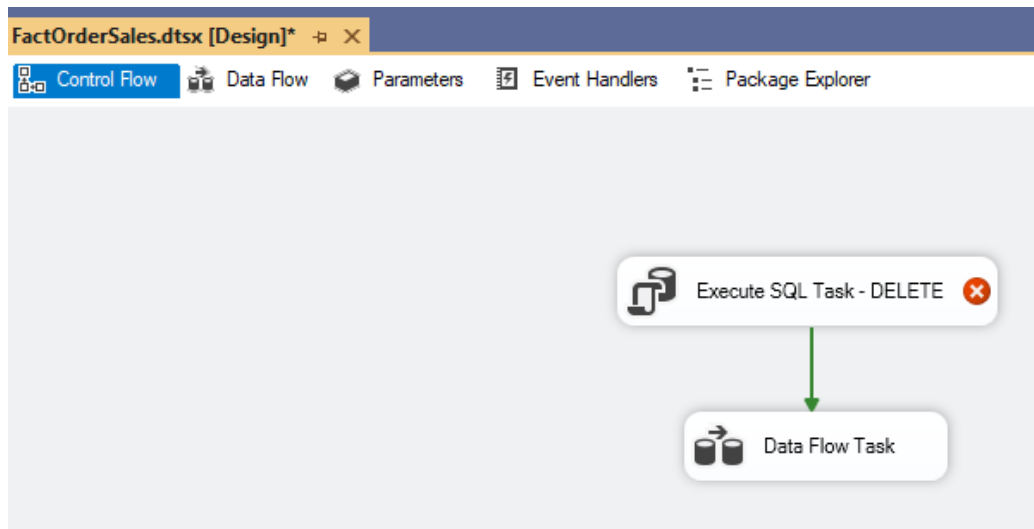 FactOrderSales.dtsx [Design]*
Control Flow Data Flow Parameters Event Handlers Package Explorer
Execute SQL Task - DELETE
Data Flow Task